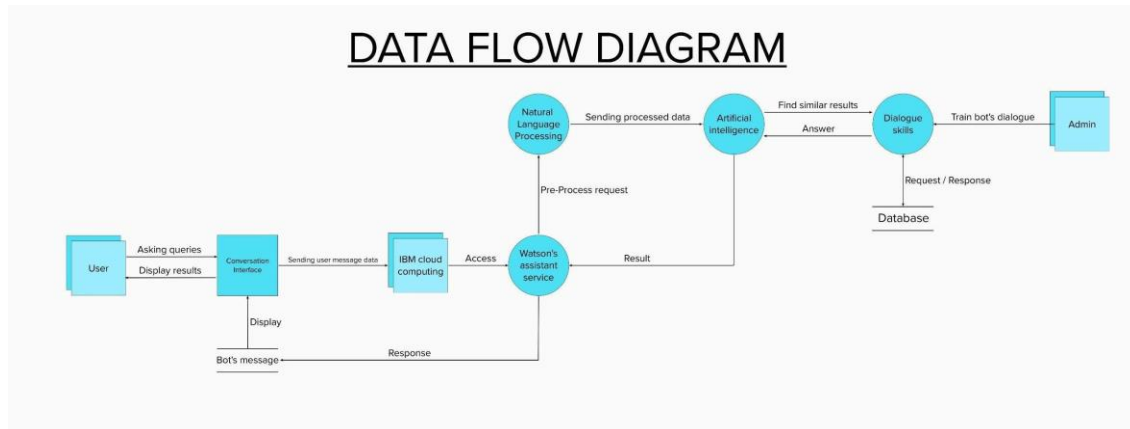 DATA FLOW DIAGRAM
Natural
Language
Processing
Sending processed data
Artificial
intelligence
Find similar results
Answer
Dialogue
skills
Train bot's dialogue
Admin
Pre-Process request
Request / Response
Database
User
Asking queries
Display results
Conversation
Interface
Sending user message data
IBM cloud
computing
Access
Watson's
assistant
service
Result
Display
Bot's message
Response